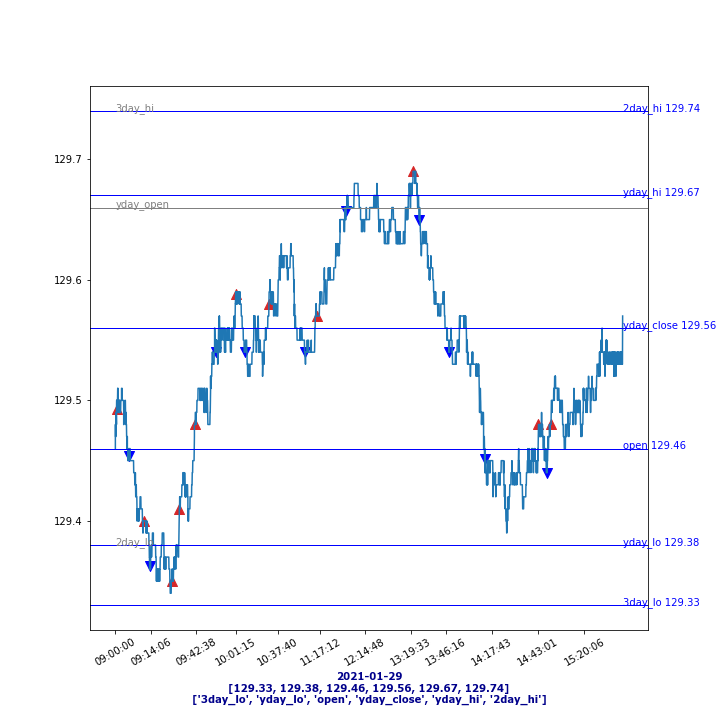 3day_hi 2day_hi 129.74
129.7
yday_hi 129.67
yday_open
129.6
yday_close 129.56
129.5
open 129.46
129.4
2day_lo yday_lo 129.38
3day_lo 129.33
09:00:00 09:14:06 09:42:38 10:01:15 10:37:40 11:17:12 12:14:48 13:19:33 13:46:16 14:17:43 14:43:01 15:20:06
2021-01-29
[129.33, 129.38, 129.46, 129.56, 129.67, 129.74]
['3day_lo', 'yday_lo', 'open', 'yday_close', 'yday_hi', '2day_hi']